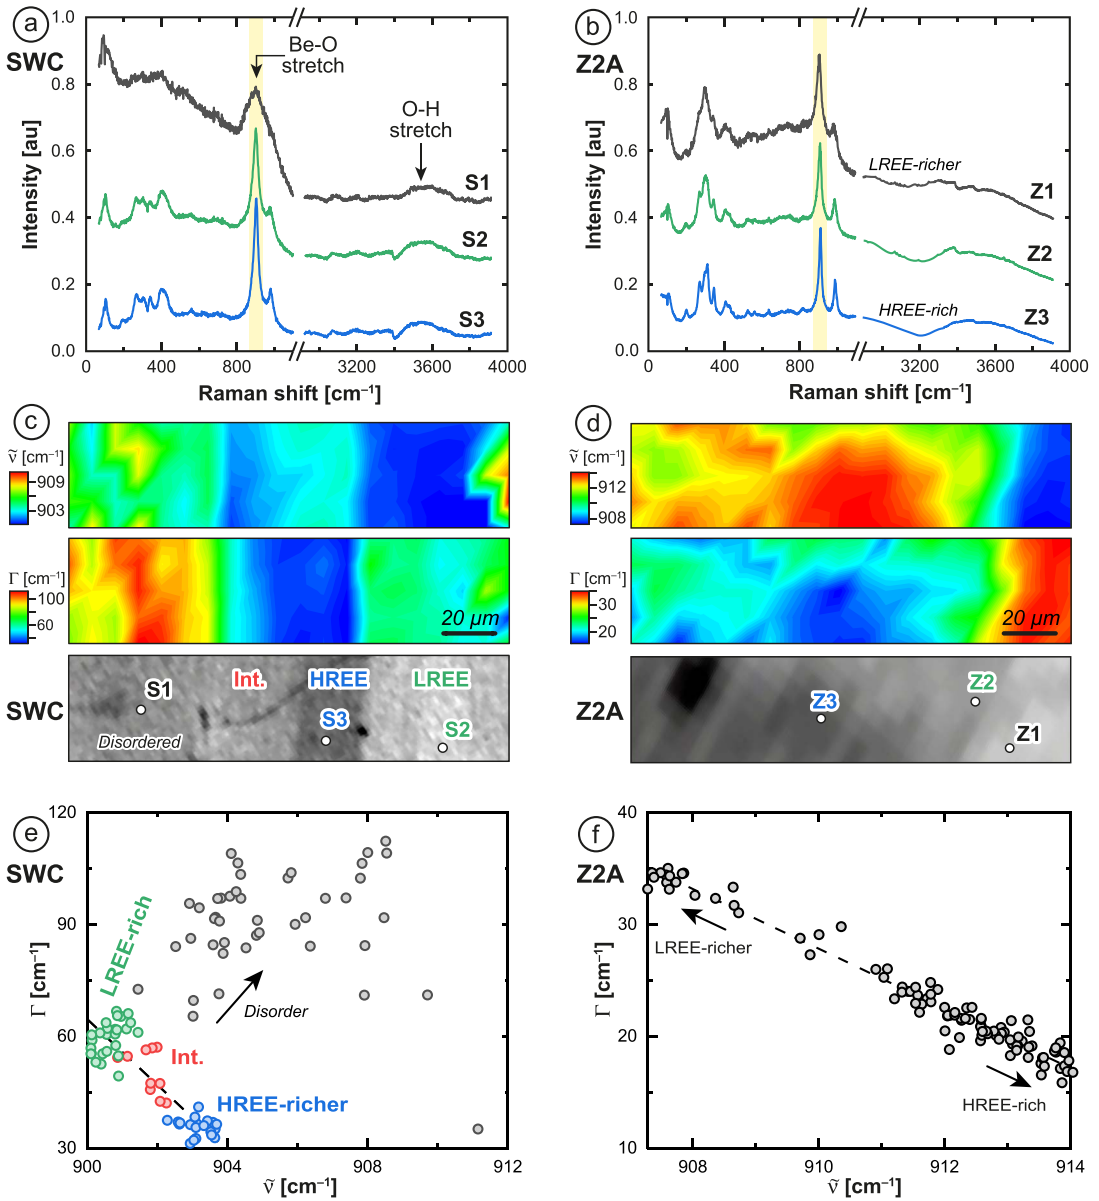 a
SWC
Intensity [au]
1.0
0.8
0.6
0.4
0.2
0.0
Be-O
stretch
O-H
stretch
S1
S2
S3
0
400
800
3200
3600
4000
Raman shift [cm⁻¹]
b
Z2A
Intensity [au]
1.0
0.8
0.6
0.4
0.2
0.0
LREE-richer
Z1
Z2
HREE-rich
Z3
0
400
800
3200
3600
4000
Raman shift [cm⁻¹]
c
ṽ [cm⁻¹]
909
903
Γ [cm⁻¹]
100
60
20 µm
SWC
S1
Int.
HREE
LREE
S3
S2
Disordered
d
ṽ [cm⁻¹]
912
908
Γ [cm⁻¹]
30
20
20 µm
Z2A
Z3
Z2
Z1
e
SWC
Γ [cm⁻¹]
120
90
60
30
LREE-rich
Disorder
Int.
HREE-richer
900
904
908
912
ṽ [cm⁻¹]
f
Z2A
Γ [cm⁻¹]
40
30
20
10
LREE-richer
HREE-rich
908
910
912
914
ṽ [cm⁻¹]